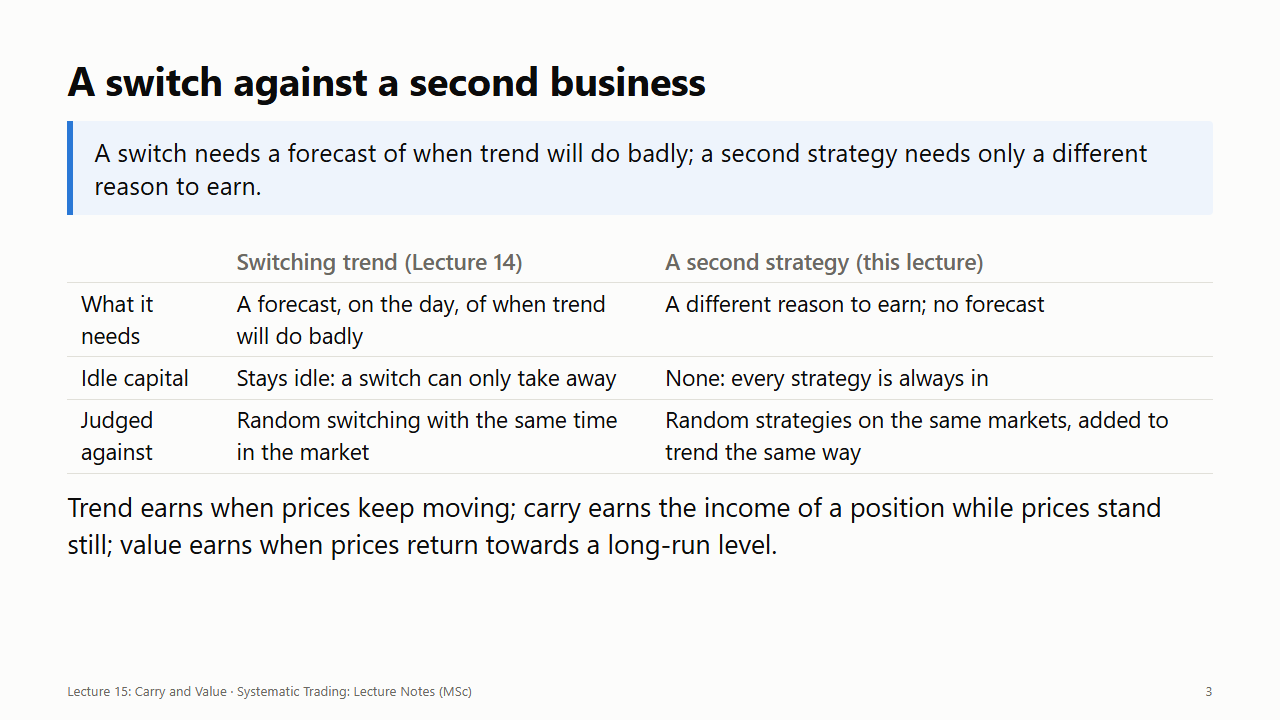 A switch against a second business
A switch needs a forecast of when trend will do badly; a second strategy needs only a different
reason to earn.
Switching trend (Lecture 14) A second strategy (this lecture)
What it needs A forecast, on the day, of when trend will do badly A different reason to earn; no forecast
Idle capital Stays idle: a switch can only take away None: every strategy is always in
Judged against Random switching with the same time in the market Random strategies on the same markets, added to trend the same way
Trend earns when prices keep moving; carry earns the income of a position while prices stand
still; value earns when prices return towards a long-run level.
Lecture 15: Carry and Value · Systematic Trading: Lecture Notes (MSc) 3